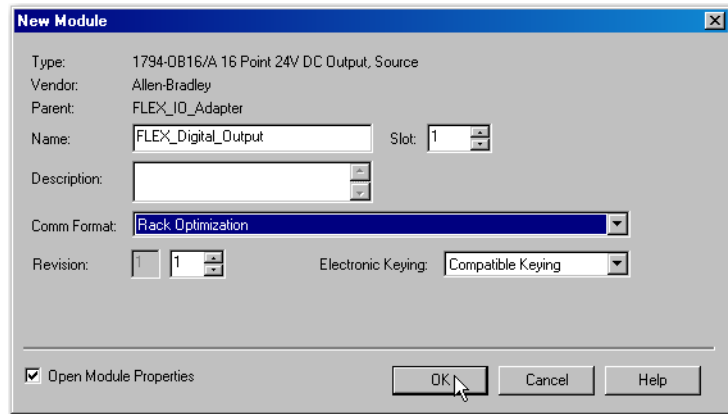 New Module
Type: 1794-OB16/A 16 Point 24V DC Output, Source
Vendor: Allen-Bradley
Parent: FLEX_IO_Adapter
Name: FLEX_Digital_Output Slot: 1
Description:
Comm Format: Rack Optimization
Revision: 1 1 Electronic Keying: Compatible Keying
Open Module Properties OK Cancel Help